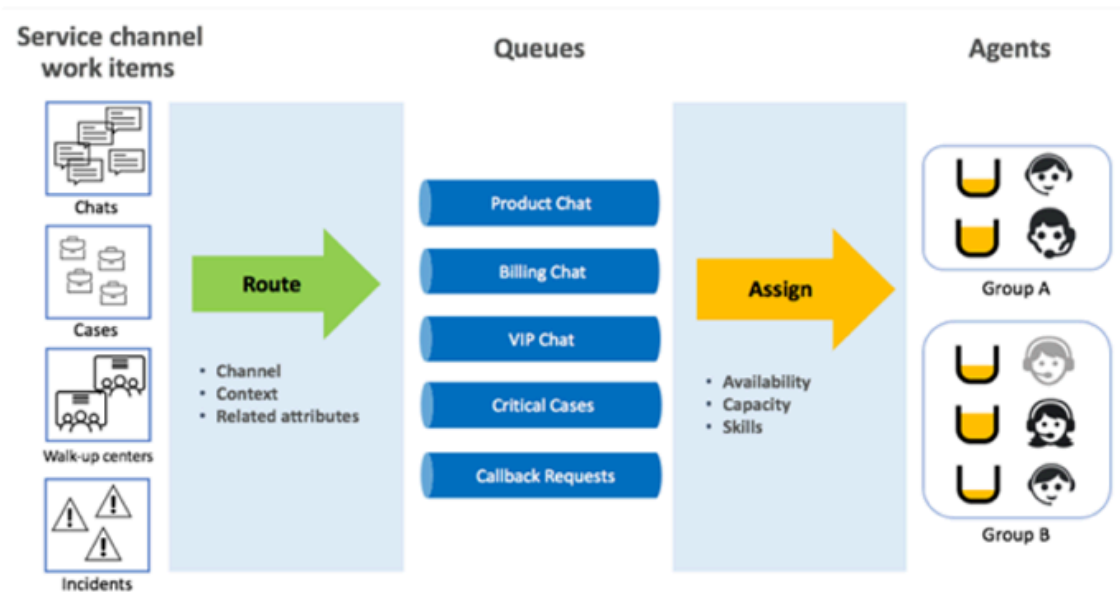 Service channel
work items
Queues
Agents
Chats
Cases
Walk-up centers
Incidents
Route
• Channel
• Context
• Related attributes
Product Chat
Billing Chat
VIP Chat
Critical Cases
Callback Requests
Assign
• Availability
• Capacity
• Skills
Group A
Group B